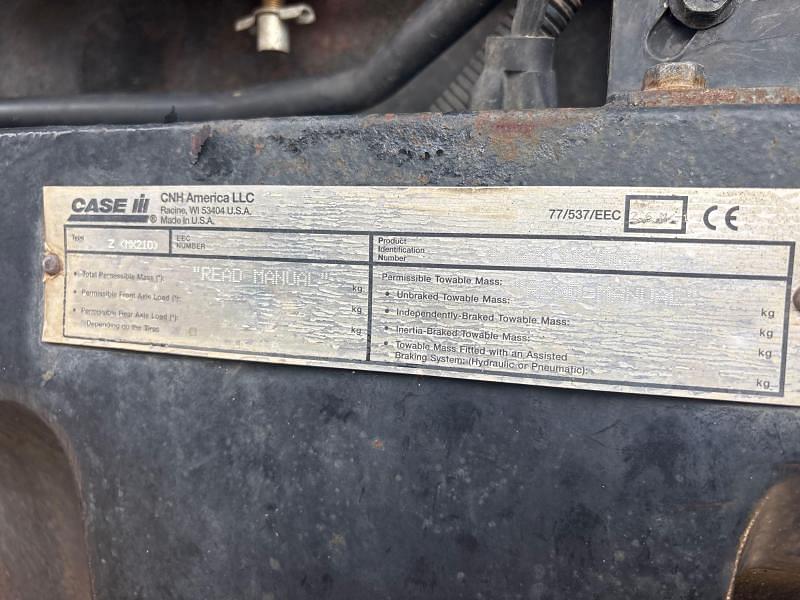 CASE IH ®
CNH America LLC
Racine, WI 53404 U.S.A.
Made in U.S.A.
77/537/EEC
CE
Type Z (MX210)
EEC
NUMBER
Product
Identification
Number
• Total Permissible Mass (*): "READ MANUAL" kg
• Permissible Front Axle Load (*): kg
• Permissible Rear Axle Load (*): kg
(*)Depending on the Tires
Permissible Towable Mass:
• Unbraked Towable Mass: MANUAL kg
• Independently-Braked Towable Mass: kg
• Inertia-Braked Towable Mass: kg
• Towable Mass Fitted with an Assisted
Braking System: (Hydraulic or Pneumatic): kg